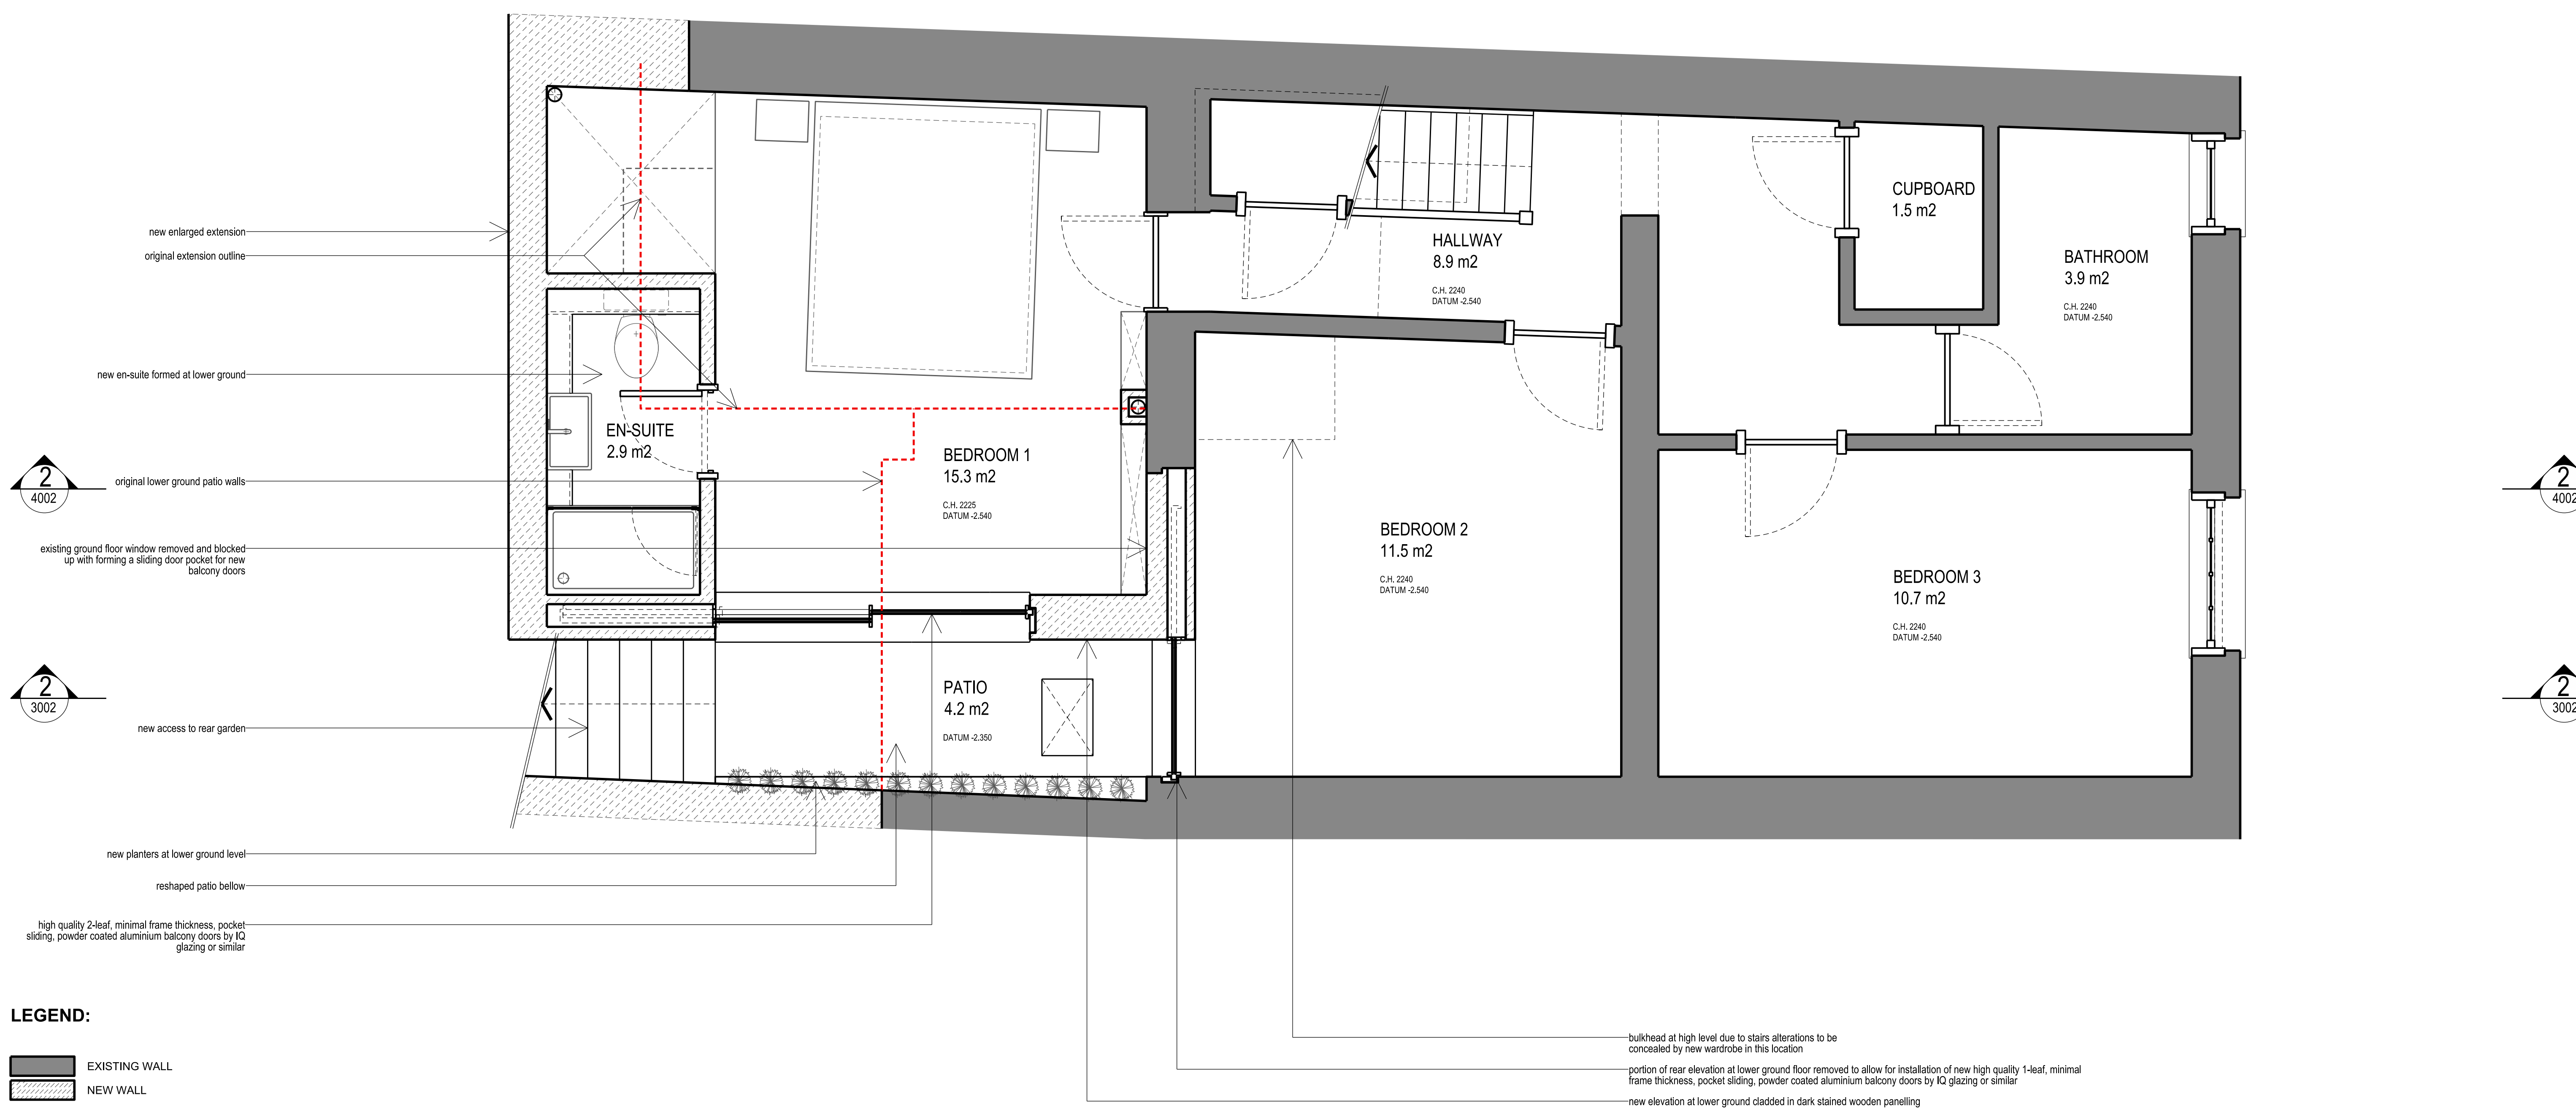 new enlarged extension
original extension outline
new en-suite formed at lower ground
original lower ground patio walls
existing ground floor window removed and blocked
up with forming a sliding door pocket for new
balcony doors
new access to rear garden
new planters at lower ground level
reshaped patio bellow
high quality 2-leaf, minimal frame thickness, pocket
sliding, powder coated aluminium balcony doors by IQ
glazing or similar
2
4002
2
3002
EN-SUITE
2.9 m2
BEDROOM 1
15.3 m2
C.H. 2225
DATUM -2.540
PATIO
4.2 m2
DATUM -2.350
HALLWAY
8.9 m2
C.H. 2240
DATUM -2.540
BEDROOM 2
11.5 m2
C.H. 2240
DATUM -2.540
CUPBOARD
1.5 m2
BATHROOM
3.9 m2
C.H. 2240
DATUM -2.540
BEDROOM 3
10.7 m2
C.H. 2240
DATUM -2.540
2
4002
2
3002
bulkhead at high level due to stairs alterations to be
concealed by new wardrobe in this location
portion of rear elevation at lower ground floor removed to allow for installation of new high quality 1-leaf, minimal
frame thickness, pocket sliding, powder coated aluminium balcony doors by IQ glazing or similar
new elevation at lower ground cladded in dark stained wooden panelling
LEGEND:
EXISTING WALL
NEW WALL